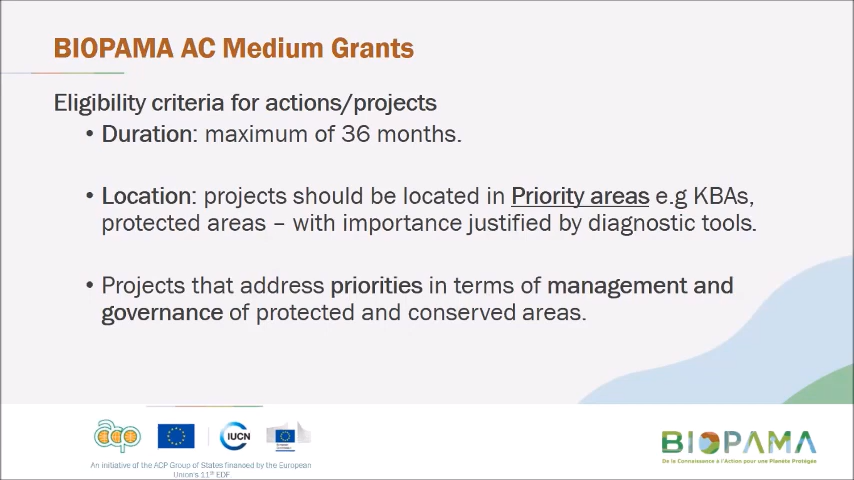 BIOPAMA AC Medium Grants
Eligibility criteria for actions/projects
• Duration: maximum of 36 months.
• Location: projects should be located in Priority areas e.g KBAs,
protected areas – with importance justified by diagnostic tools.
• Projects that address priorities in terms of management and
governance of protected and conserved areas.
acp
IUCN
BIOPAMA
De la Connaissance à l'Action pour une Planète Protégée
An initiative of the ACP Group of States financed by the European
Union's 11th EDF.